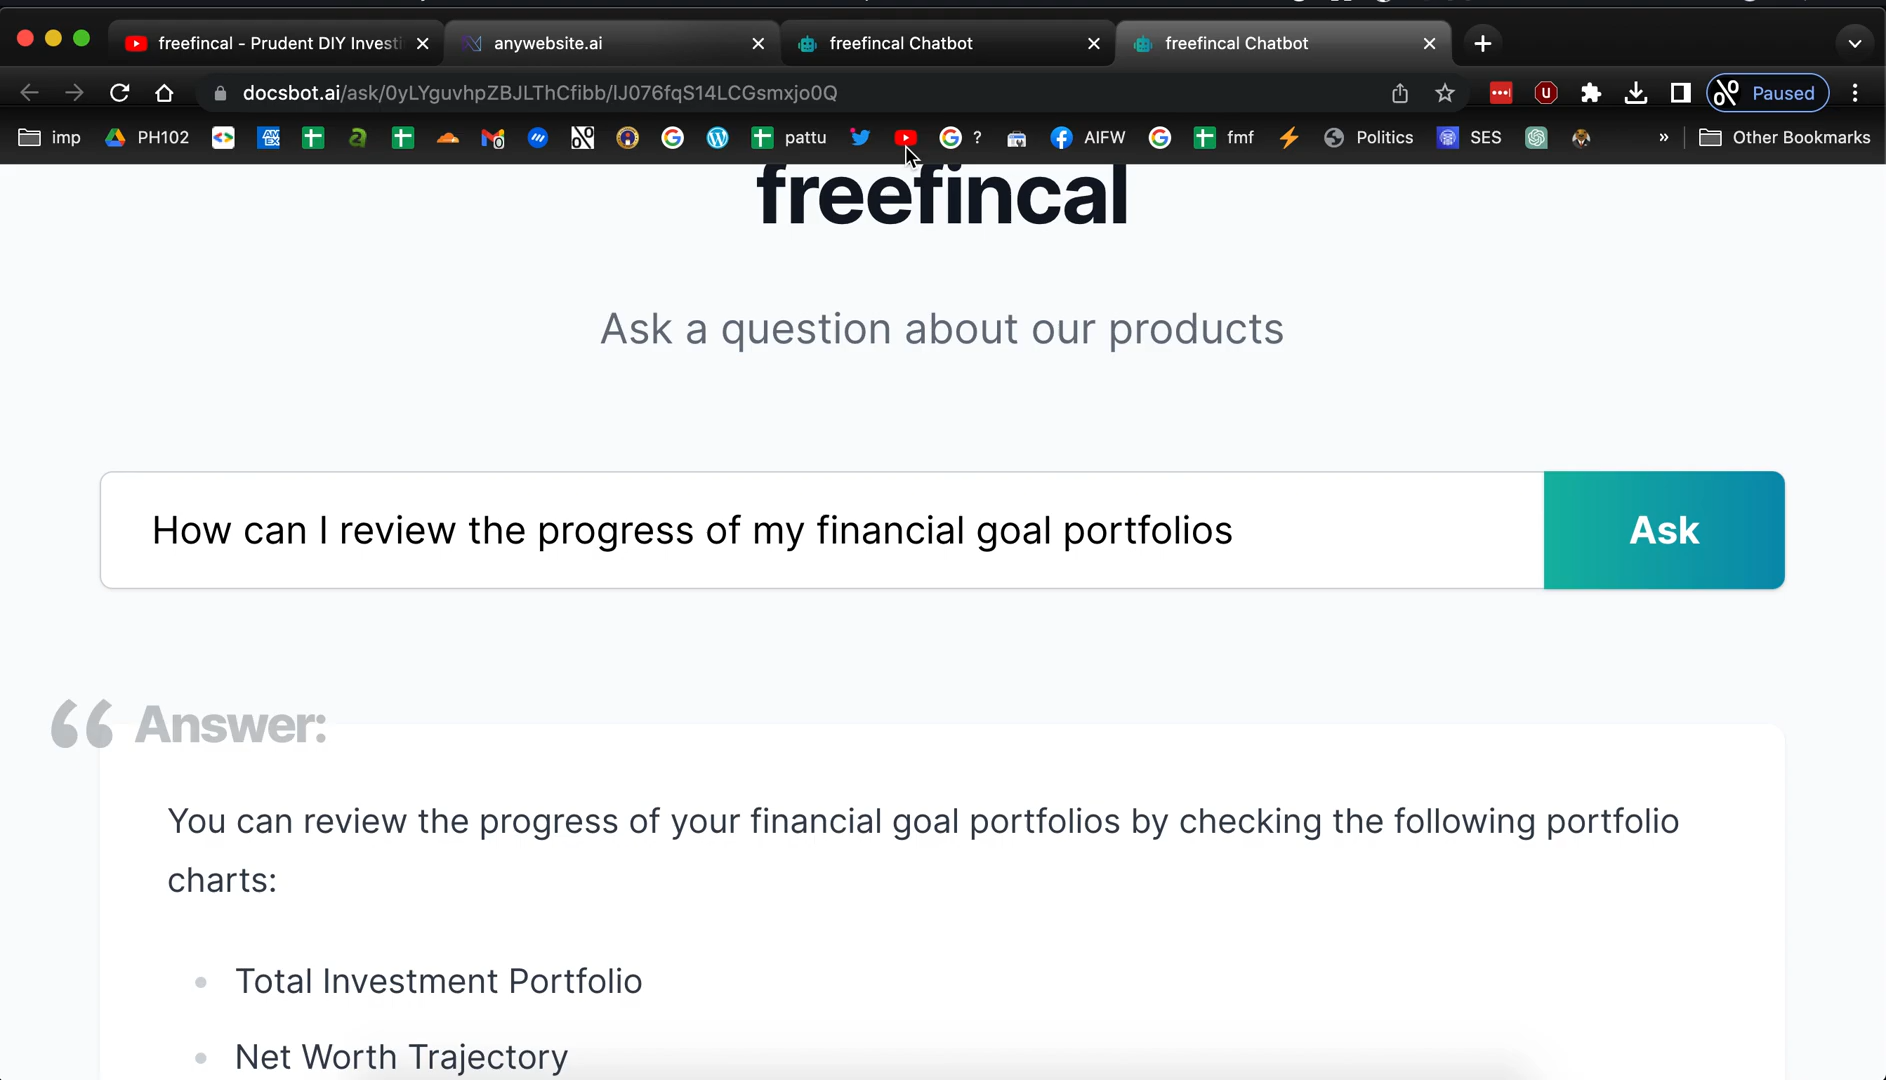 freefincal - Prudent DIY Investi
anywebsite.ai
freefincal Chatbot
freefincal Chatbot
docsbot.ai/ask/0yLYguvhpZBJLThCfibb/lJ076fqS14LCGsmxjo0Q
Paused
imp
PH102
pattu
?
AIFW
fmf
Politics
SES
»
Other Bookmarks
freefincal
Ask a question about our products
How can I review the progress of my financial goal portfolios
Ask
“ Answer:
You can review the progress of your financial goal portfolios by checking the following portfolio
charts:
• Total Investment Portfolio
• Net Worth Trajectory